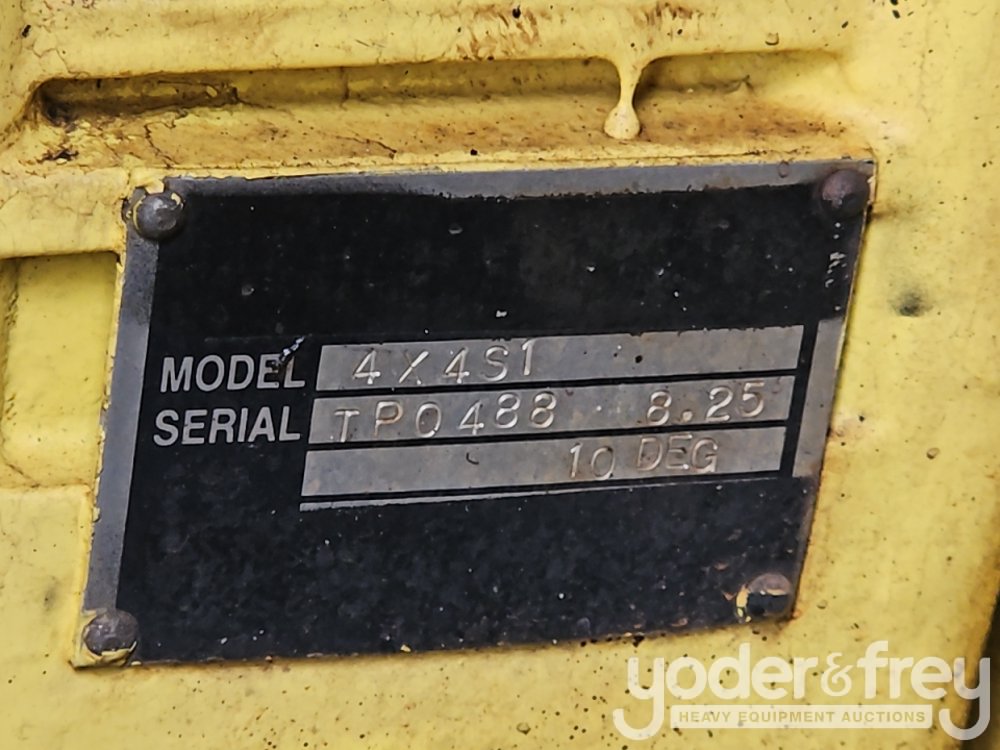 MODEL 4X4S1
SERIAL TP0488 8.25
10 DEG
yoder&frey
HEAVY EQUIPMENT AUCTIONS